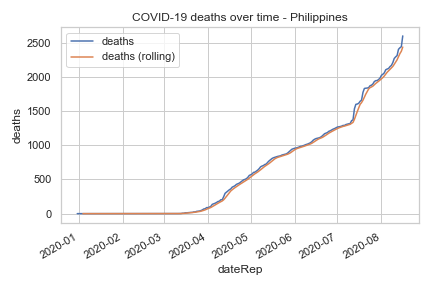 COVID-19 deaths over time - Philippines
deaths
deaths (rolling)
deaths
2500
2000
1500
1000
500
0
2020-01
2020-02
2020-03
2020-04
2020-05
2020-06
2020-07
2020-08
dateRep